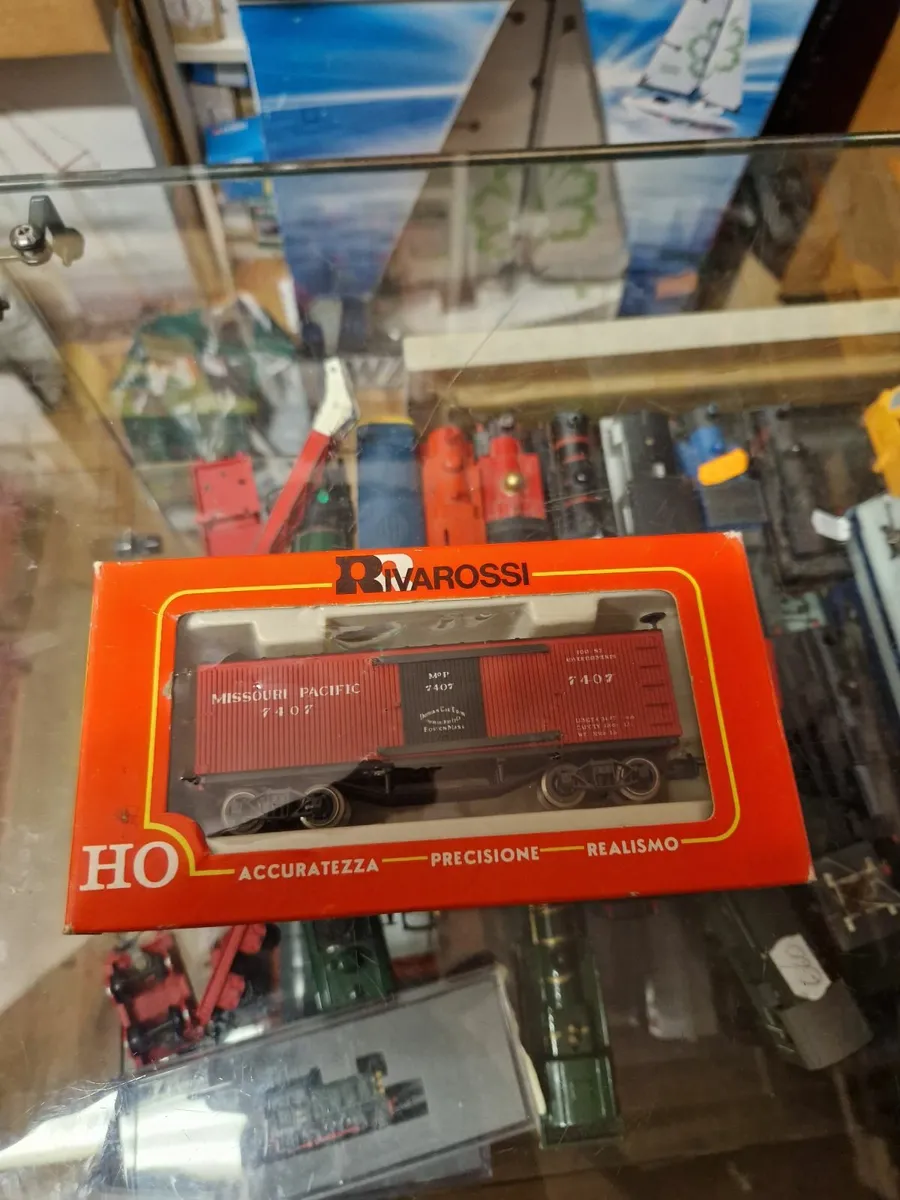 RIVAROSSI
MISSOURI PACIFIC
7407
MoP
7407
7407
HO
ACCURATEZZA PRECISIONE REALISMO